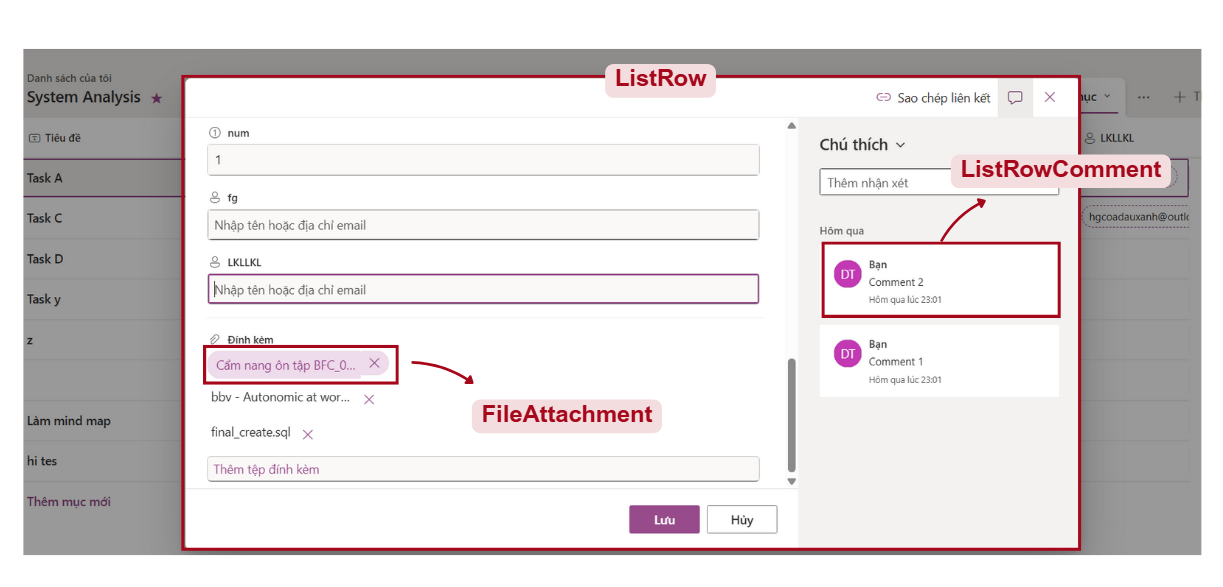 ListRow
Danh sách của tôi
System Analysis
Sao chép liên kết
mục
Tiêu đề
num
1
Chú thích
LKLLKL
ListRowComment
Thêm nhận xét
Task A
fg
Nhập tên hoặc địa chỉ email
Task C
hgcoadauxanh@outlo
Hôm qua
LKLLKL
Nhập tên hoặc địa chỉ email
Task D
DT
Bạn
Comment 2
Hôm qua lúc 23:01
Task y
z
Đính kèm
Cẩm nang ôn tập BFC_0...
DT
Bạn
Comment 1
Hôm qua lúc 23:01
bbv - Autonomic at wor...
FileAttachment
Làm mind map
final_create.sql
hi tes
Thêm tệp đính kèm
Thêm mục mới
Lưu
Hủy